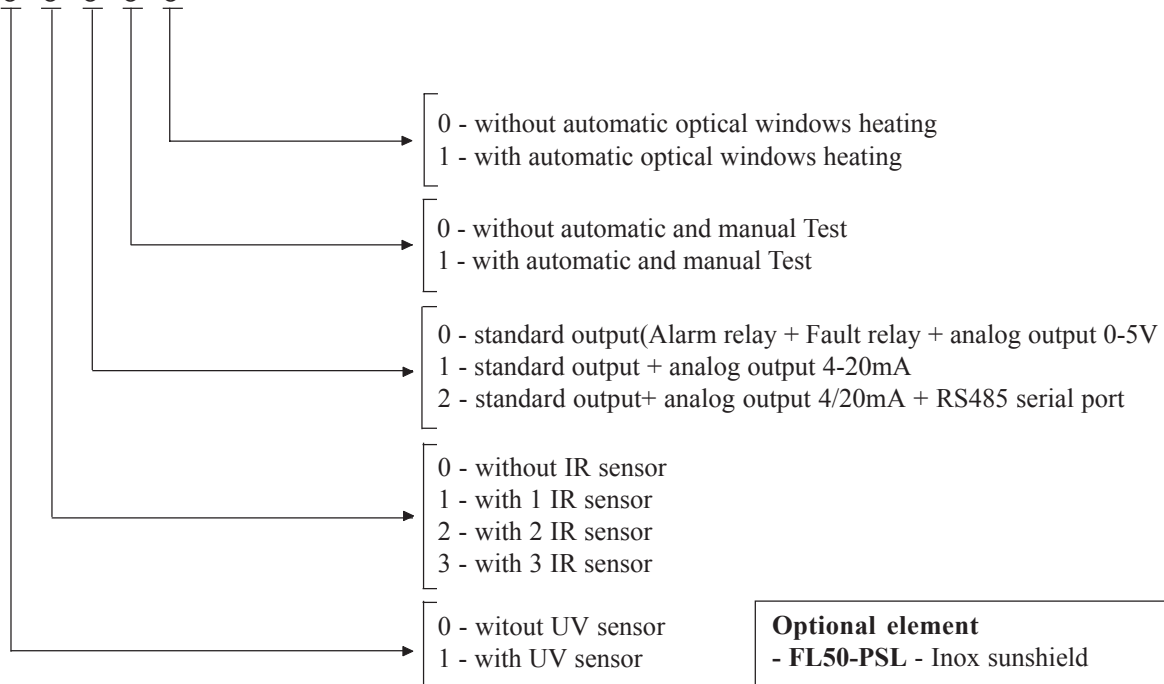 0 - without automatic optical windows heating
1 - with automatic optical windows heating
0 - without automatic and manual Test
1 - with automatic and manual Test
0 - standard output(Alarm relay + Fault relay + analog output 0-5V
1 - standard output + analog output 4-20mA
2 - standard output+ analog output 4/20mA + RS485 serial port
0 - without IR sensor
1 - with 1 IR sensor
2 - with 2 IR sensor
3 - with 3 IR sensor
0 - witout UV sensor
1 - with UV sensor
Optional element
- FL50-PSL - Inox sunshield